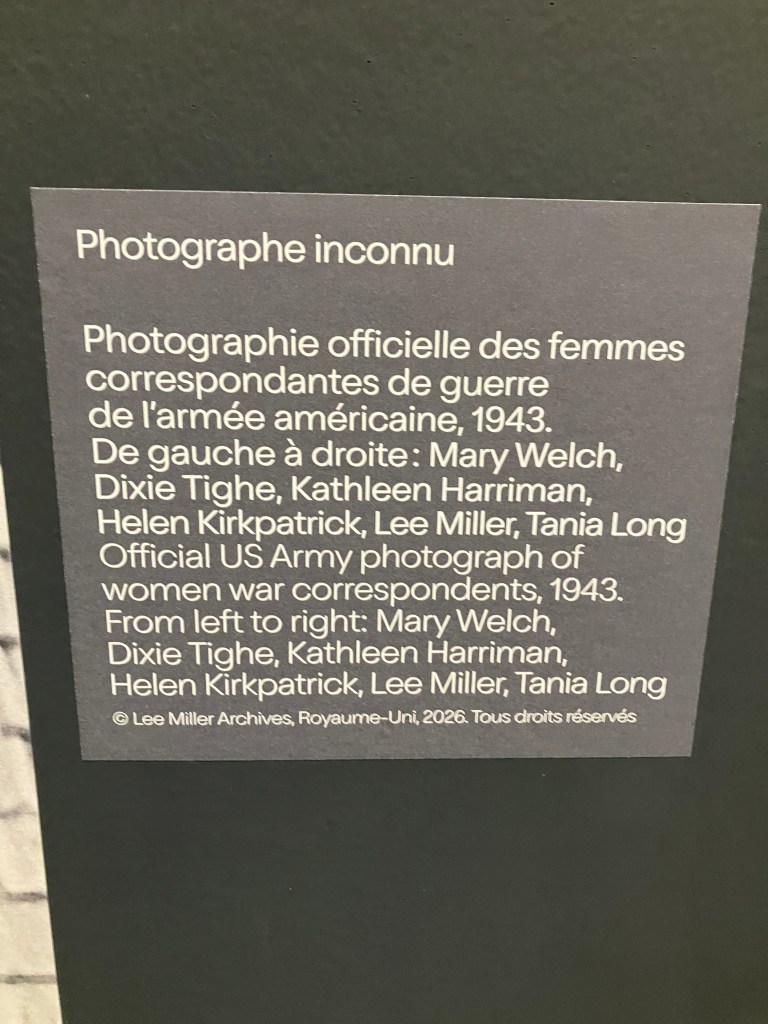 Photographe inconnu
Photographie officielle des femmes
correspondantes de guerre
de l'armée américaine, 1943.
De gauche à droite : Mary Welch,
Dixie Tighe, Kathleen Harriman,
Helen Kirkpatrick, Lee Miller, Tania Long
Official US Army photograph of
women war correspondents, 1943.
From left to right: Mary Welch,
Dixie Tighe, Kathleen Harriman,
Helen Kirkpatrick, Lee Miller, Tania Long
© Lee Miller Archives, Royaume-Uni, 2026. Tous droits réservés